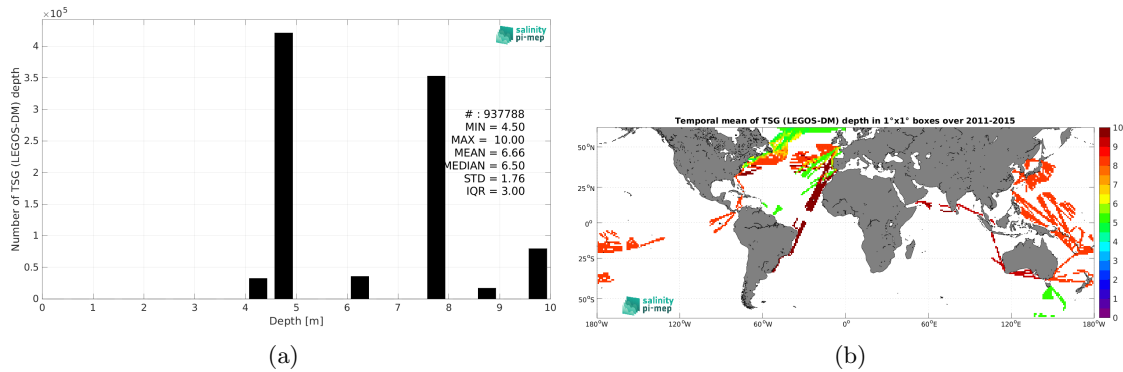 ×10⁵
4
3.5
3
2.5
2
1.5
1
0.5
0
Number of TSG (LEGOS-DM) depth
salinity
pi-mep
# : 937788
MIN = 4.50
MAX = 10.00
MEAN = 6.66
MEDIAN = 6.50
STD = 1.76
IQR = 3.00
0 1 2 3 4 5 6 7 8 9 10
Depth [m]
(a)
Temporal mean of TSG (LEGOS-DM) depth in 1°x1° boxes over 2011-2015
50°N
25°N
0°
25°S
50°S
salinity
pi-mep
180°W 120°W 60°W 0°E 60°E 120°E 180°W
10
9
8
7
6
5
4
3
2
1
0
(b)